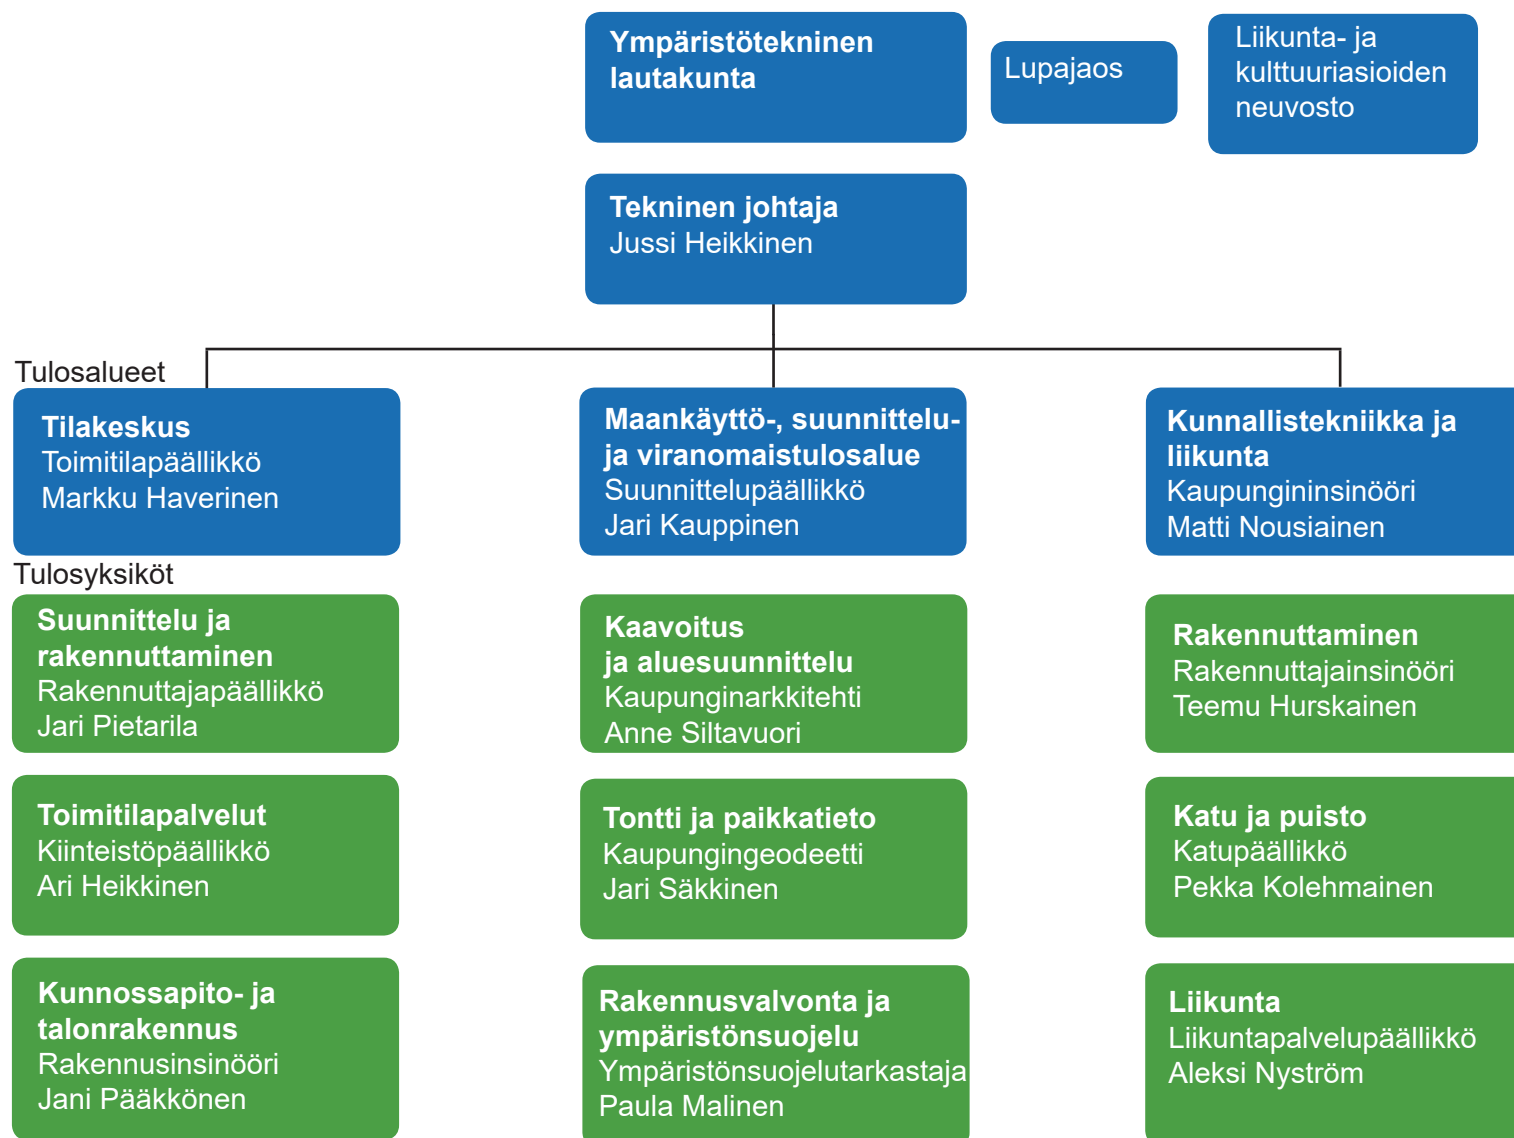 Ympäristötekninen
lautakunta
Lupajaos
Liikunta- ja
kulttuuriasioiden
neuvosto
Tekninen johtaja
Jussi Heikkinen
Tulosalueet
Tilakeskus
Toimitilapäällikkö
Markku Haverinen
Maankäyttö-, suunnittelu-
ja viranomaistulosalue
Suunnittelupäällikkö
Jari Kauppinen
Kunnallistekniikka ja
liikunta
Kaupungininsinööri
Matti Nousiainen
Tulosyksiköt
Suunnittelu ja
rakennuttaminen
Rakennuttajapäällikkö
Jari Pietarila
Kaavoitus
ja aluesuunnittelu
Kaupunginarkkitehti
Anne Siltavuori
Rakennuttaminen
Rakennuttajainsinööri
Teemu Hurskainen
Toimitilapalvelut
Kiinteistöpäällikkö
Ari Heikkinen
Tontti ja paikkatieto
Kaupungingeodeetti
Jari Säkkinen
Katu ja puisto
Katupäällikkö
Pekka Kolehmainen
Kunnossapito- ja
talonrakennus
Rakennusinsinööri
Jani Pääkkönen
Rakennusvalvonta ja
ympäristönsuojelu
Ympäristönsuojelutarkastaja
Paula Malinen
Liikunta
Liikuntapalvelupäällikkö
Aleksi Nyström